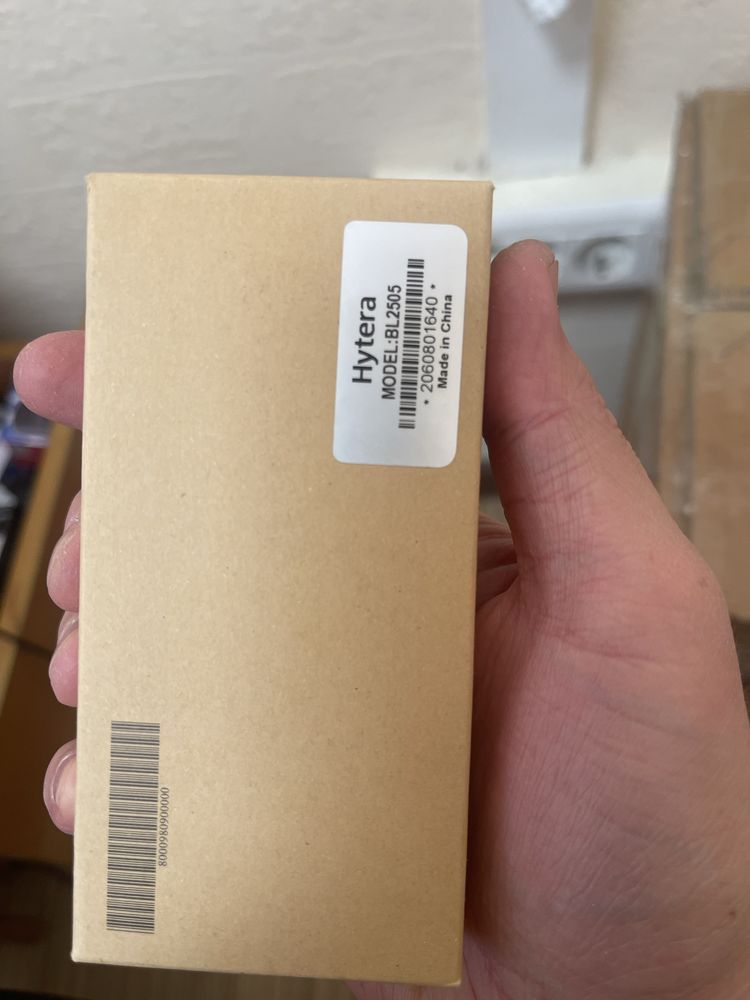 Hytera
MODEL:BL2505
* 2060801640 *
Made in China
8000980900000